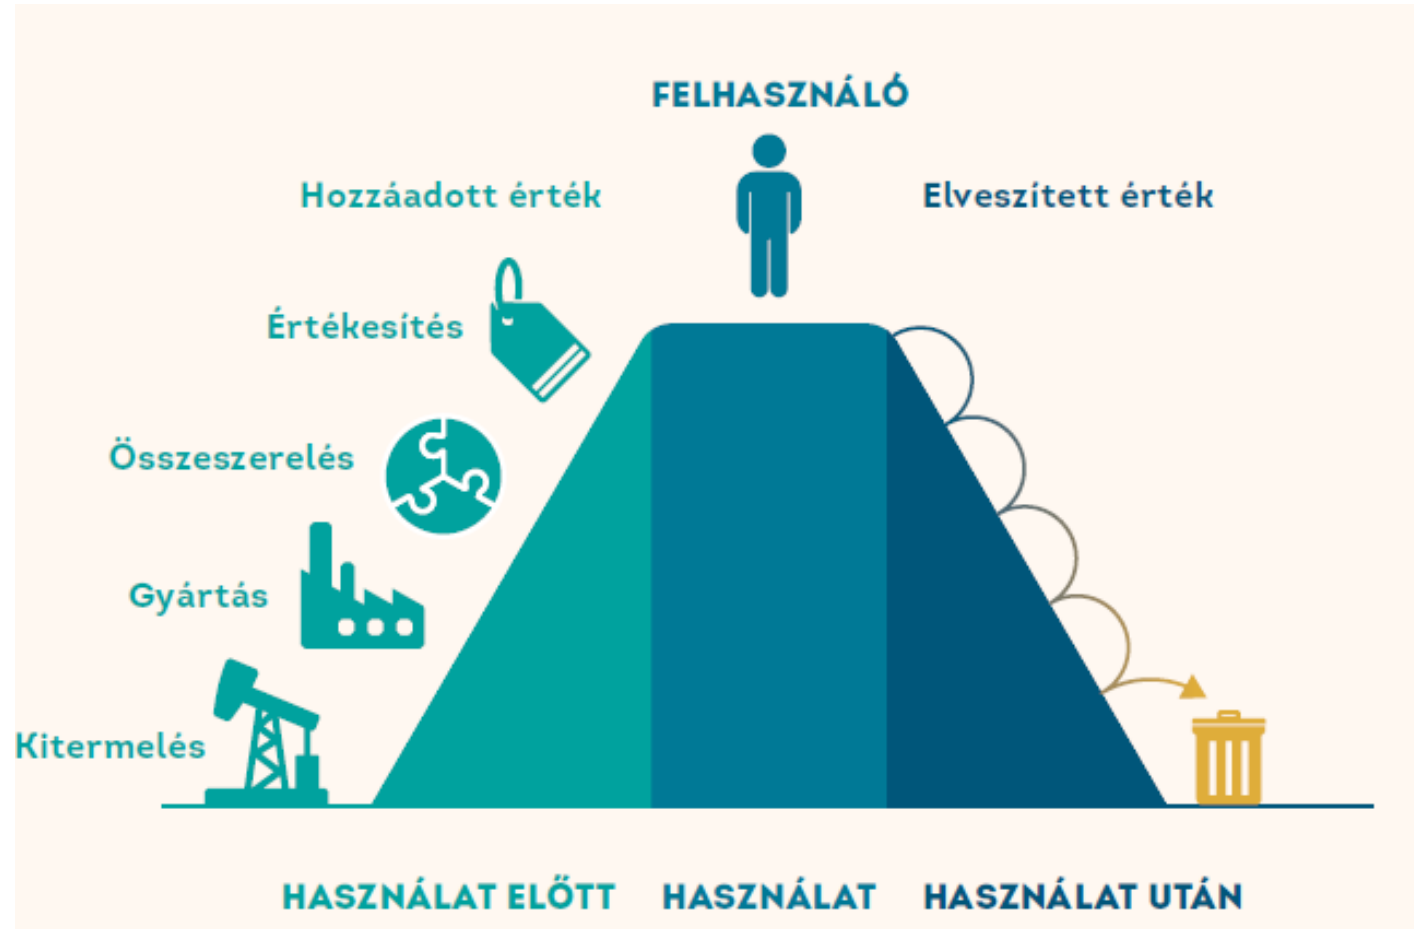 FELHASZNÁLÓ
Hozzáadott érték
Elveszített érték
Értékesítés
Összeszerelés
Gyártás
Kitermelés
HASZNÁLAT ELŐTT
HASZNÁLAT
HASZNÁLAT UTÁN